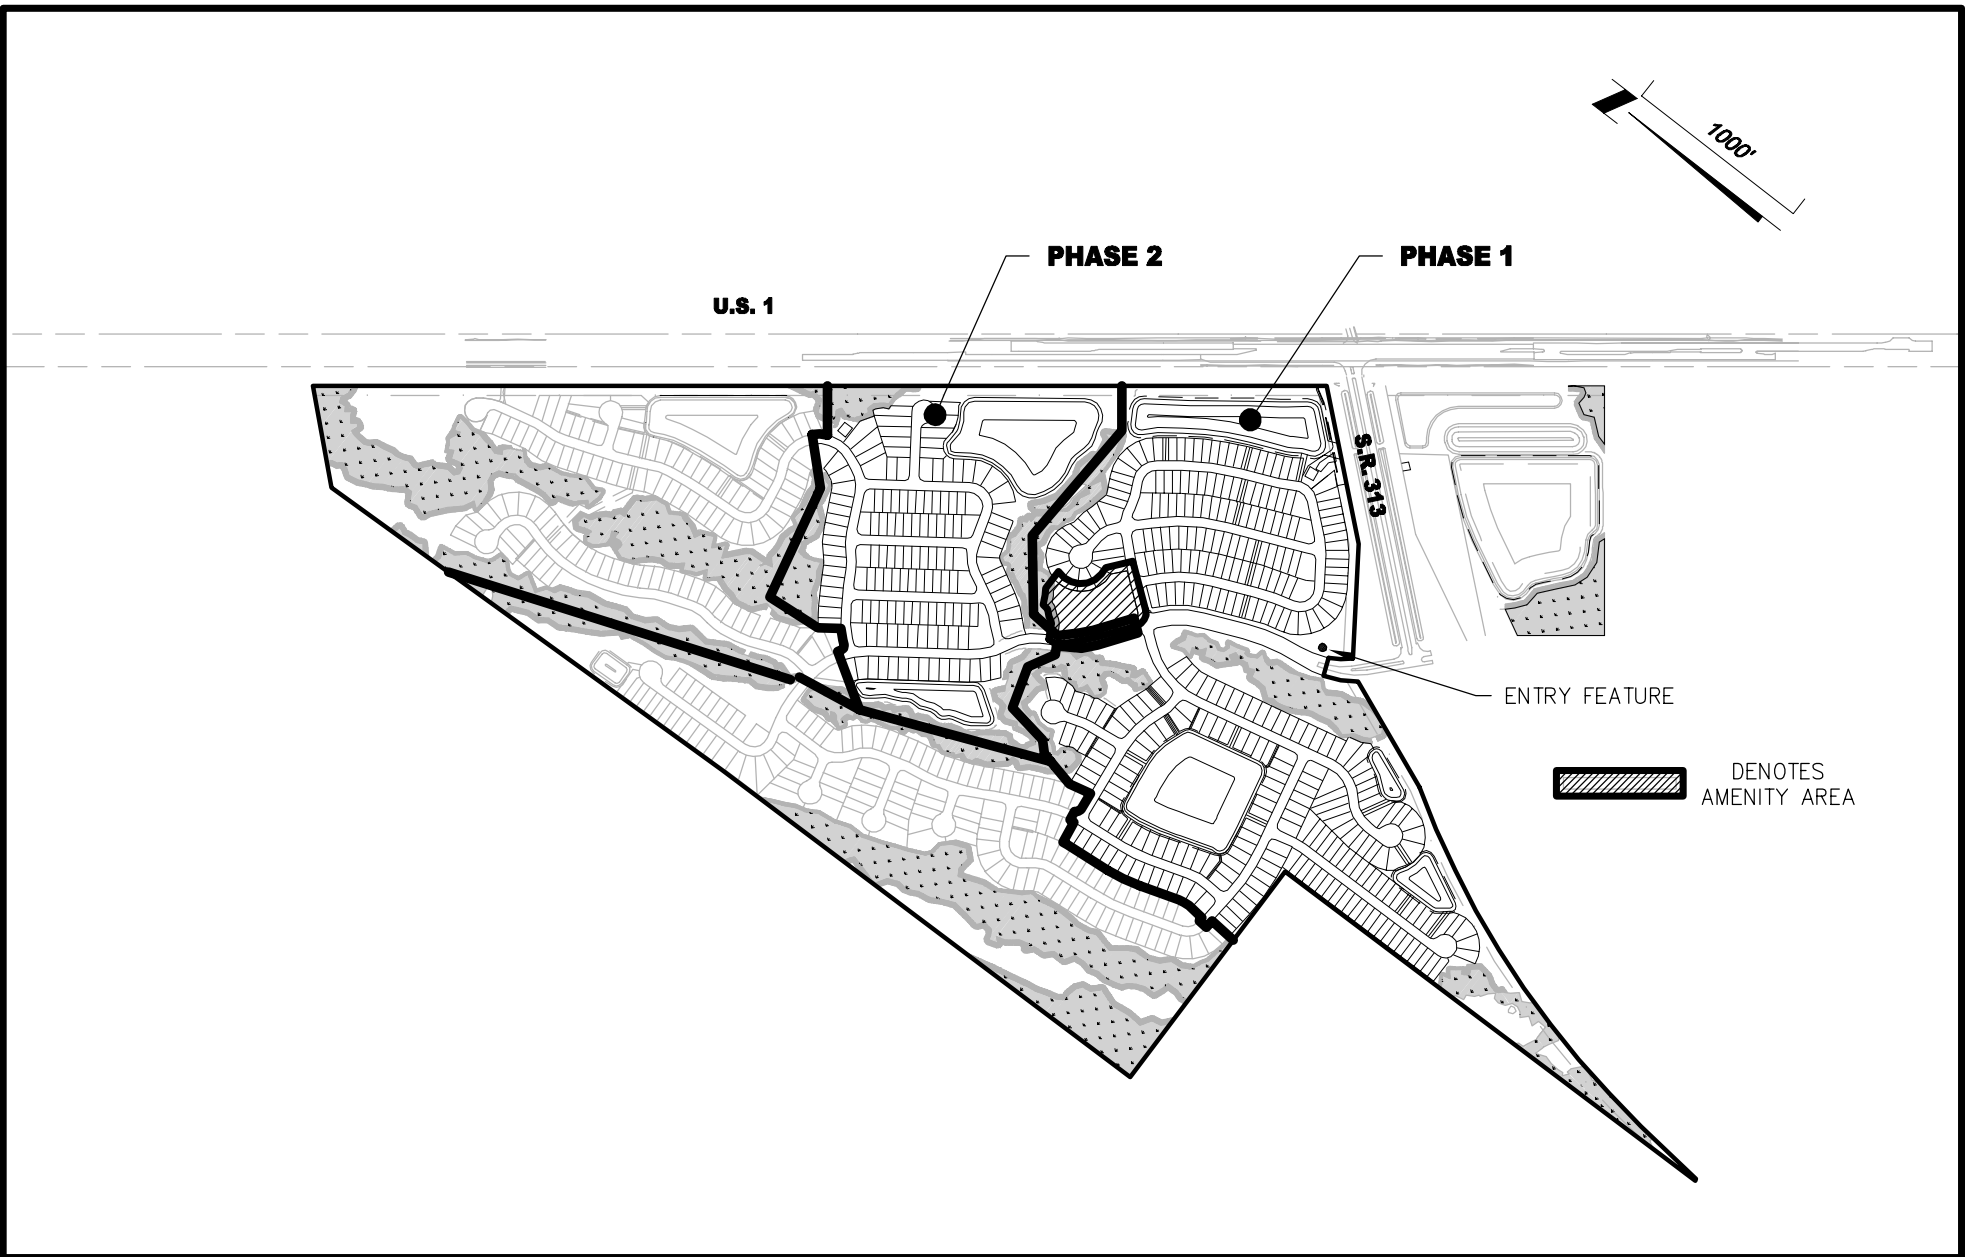 1000'
PHASE 2
PHASE 1
U.S. 1
S.R. 313
ENTRY FEATURE
DENOTES
AMENITY AREA